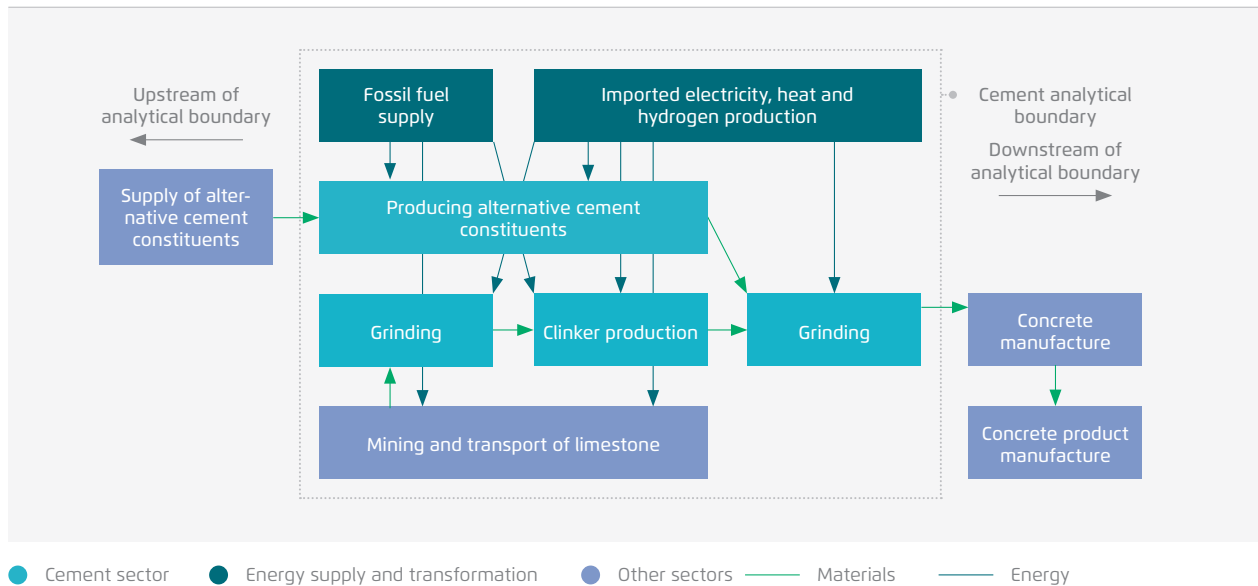 Upstream of
analytical boundary
Fossil fuel
supply
Imported electricity, heat and
hydrogen production
Cement analytical
boundary
Downstream of
analytical boundary
Supply of alter-
native cement
constituents
Producing alternative cement
constituents
Grinding
Clinker production
Grinding
Concrete
manufacture
Mining and transport of limestone
Concrete product
manufacture
Cement sector
Energy supply and transformation
Other sectors
Materials
Energy